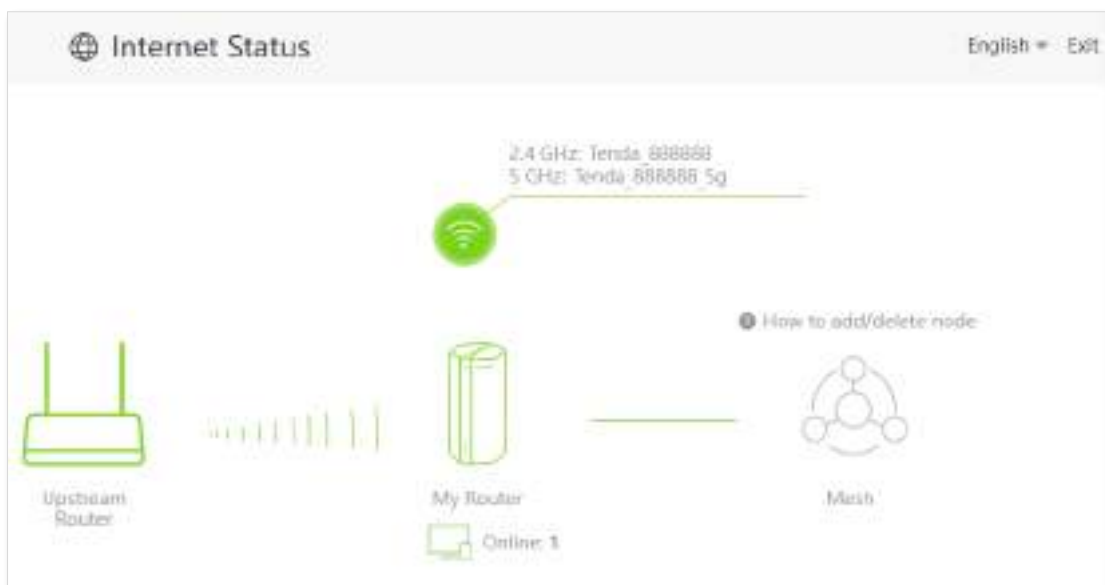 Internet Status
English
Exit
2.4 GHz: Tenda_888888
5 GHz: Tenda_888888_5g
How to add/delete node
Upstream
Router
My Router
Mesh
Online: 1